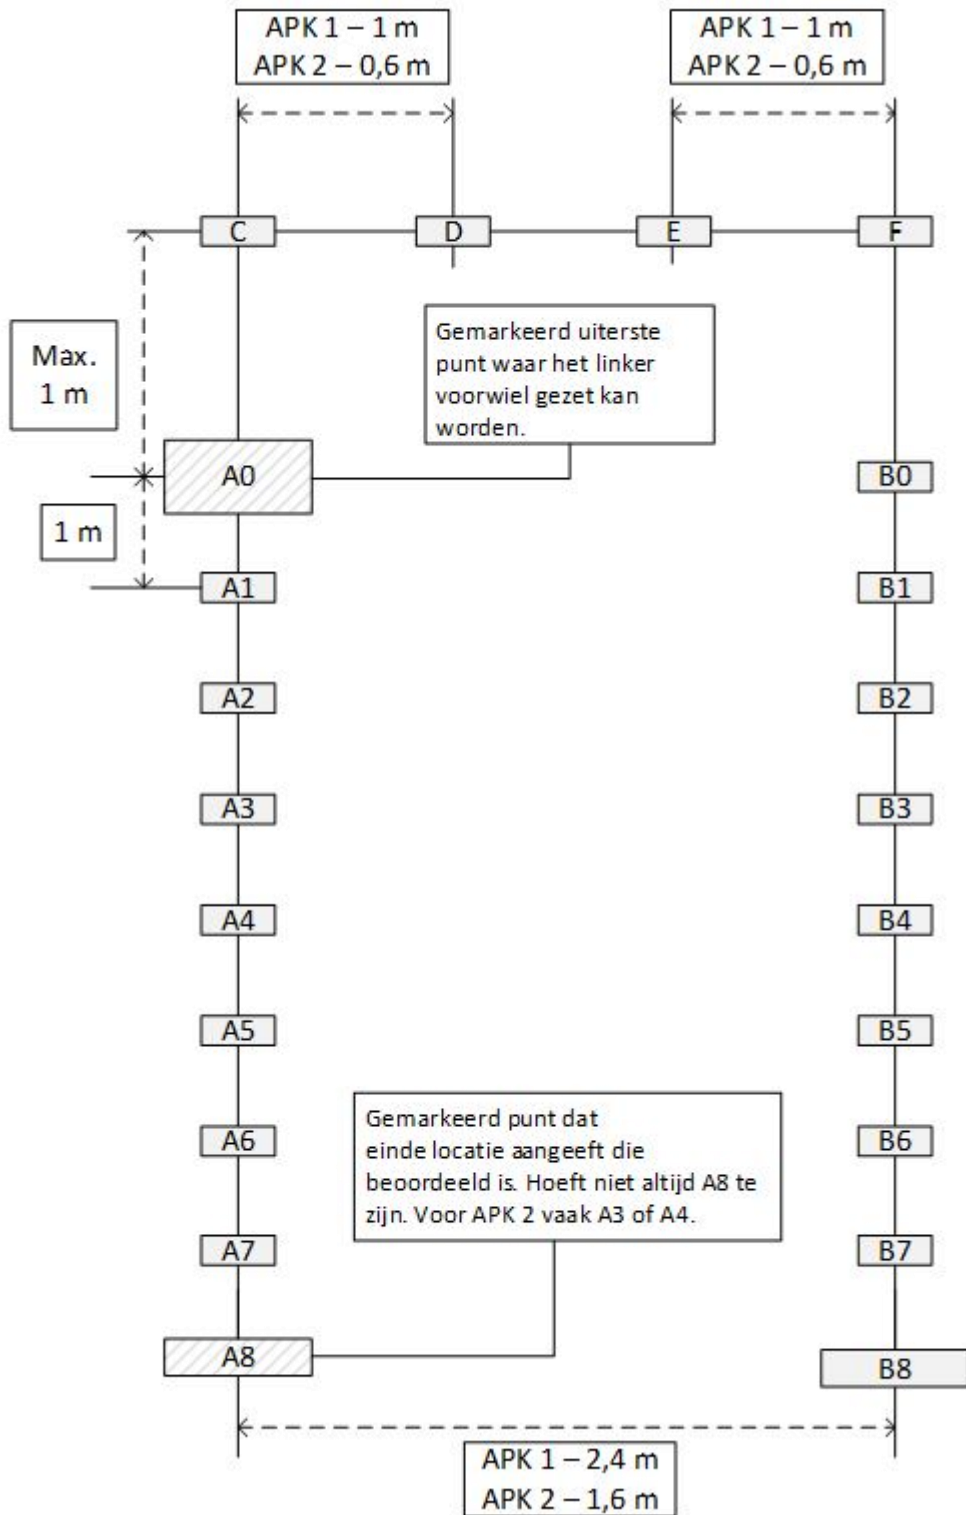 APK 1 – 1 m
APK 2 – 0,6 m
APK 1 – 1 m
APK 2 – 0,6 m
C
D
E
F
Max.
1 m
Gemarkeerd uiterste
punt waar het linker
voorwiel gezet kan
worden.
A0
B0
1 m
A1
B1
A2
B2
A3
B3
A4
B4
A5
B5
Gemarkeerd punt dat
einde locatie aangeeft die
beoordeeld is. Hoeft niet altijd A8 te
zijn. Voor APK 2 vaak A3 of A4.
A6
B6
A7
B7
A8
B8
APK 1 – 2,4 m
APK 2 – 1,6 m